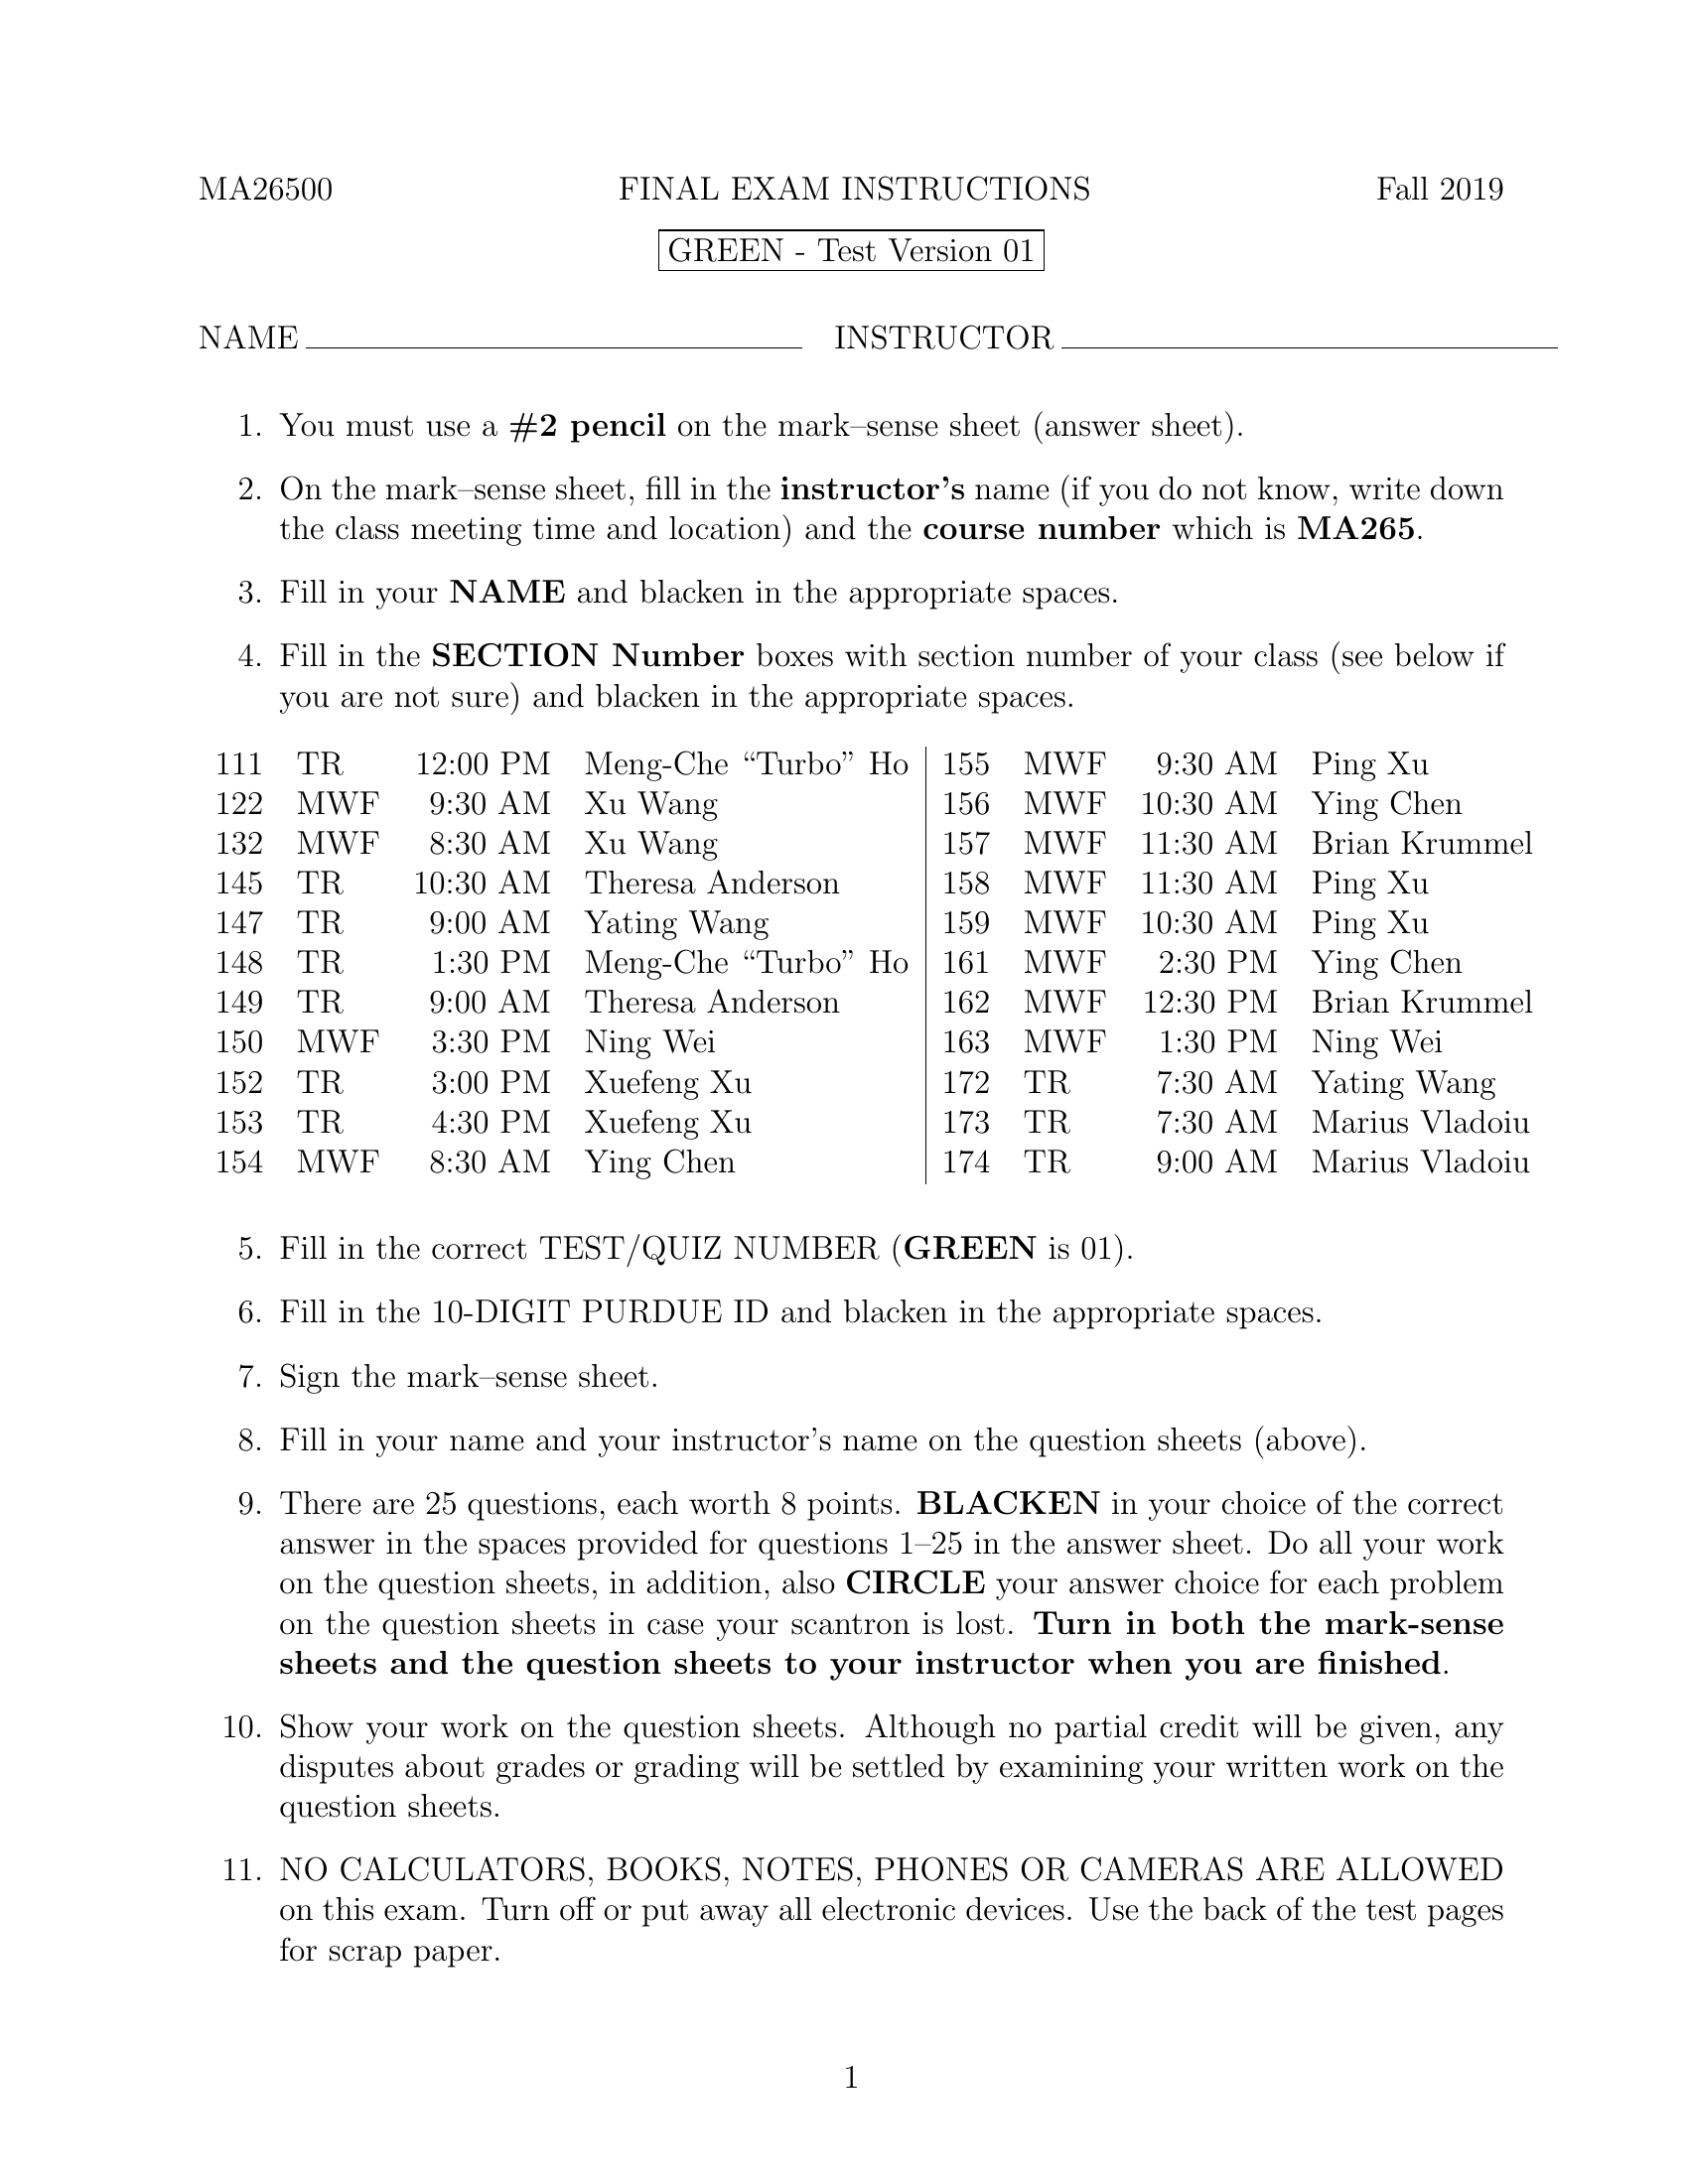 MA26500 FINAL EXAM INSTRUCTIONS Fall 2019
GREEN - Test Version 01
NAME INSTRUCTOR
1. You must use a #2 pencil on the mark–sense sheet (answer sheet).
2. On the mark–sense sheet, fill in the instructor's name (if you do not know, write down
the class meeting time and location) and the course number which is MA265.
3. Fill in your NAME and blacken in the appropriate spaces.
4. Fill in the SECTION Number boxes with section number of your class (see below if
you are not sure) and blacken in the appropriate spaces.
111 TR 12:00 PM Meng-Che “Turbo” Ho 155 MWF 9:30 AM Ping Xu
122 MWF 9:30 AM Xu Wang 156 MWF 10:30 AM Ying Chen
132 MWF 8:30 AM Xu Wang 157 MWF 11:30 AM Brian Krummel
145 TR 10:30 AM Theresa Anderson 158 MWF 11:30 AM Ping Xu
147 TR 9:00 AM Yating Wang 159 MWF 10:30 AM Ping Xu
148 TR 1:30 PM Meng-Che “Turbo” Ho 161 MWF 2:30 PM Ying Chen
149 TR 9:00 AM Theresa Anderson 162 MWF 12:30 PM Brian Krummel
150 MWF 3:30 PM Ning Wei 163 MWF 1:30 PM Ning Wei
152 TR 3:00 PM Xuefeng Xu 172 TR 7:30 AM Yating Wang
153 TR 4:30 PM Xuefeng Xu 173 TR 7:30 AM Marius Vladoiu
154 MWF 8:30 AM Ying Chen 174 TR 9:00 AM Marius Vladoiu
5. Fill in the correct TEST/QUIZ NUMBER (GREEN is 01).
6. Fill in the 10-DIGIT PURDUE ID and blacken in the appropriate spaces.
7. Sign the mark–sense sheet.
8. Fill in your name and your instructor's name on the question sheets (above).
9. There are 25 questions, each worth 8 points. BLACKEN in your choice of the correct
answer in the spaces provided for questions 1–25 in the answer sheet. Do all your work
on the question sheets, in addition, also CIRCLE your answer choice for each problem
on the question sheets in case your scantron is lost. Turn in both the mark-sense
sheets and the question sheets to your instructor when you are finished.
10. Show your work on the question sheets. Although no partial credit will be given, any
disputes about grades or grading will be settled by examining your written work on the
question sheets.
11. NO CALCULATORS, BOOKS, NOTES, PHONES OR CAMERAS ARE ALLOWED
on this exam. Turn off or put away all electronic devices. Use the back of the test pages
for scrap paper.
1